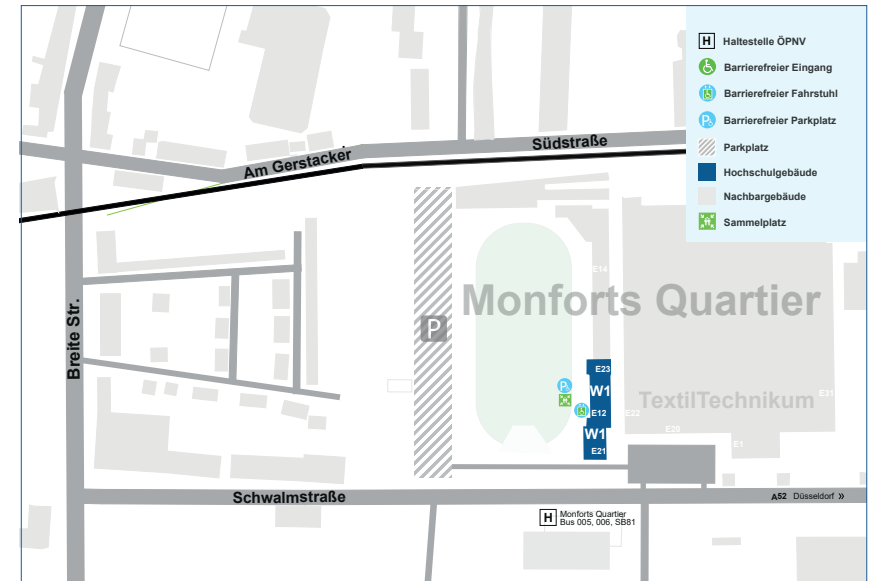 H Haltestelle ÖPNV
Barrierefreier Eingang
Barrierefreier Fahrstuhl
P Barrierefreier Parkplatz
Parkplatz
Hochschulgebäude
Nachbargebäude
Sammelplatz
Südstraße
Am Gerstacker
Breite Str.
E14
Monforts Quartier
P
E23
P
W1
TextilTechnikum
E31
E12
E22
W1
E20
E1
E21
Schwalmstraße
A52 Düsseldorf »
H Monforts Quartier
Bus 005, 006, SB81